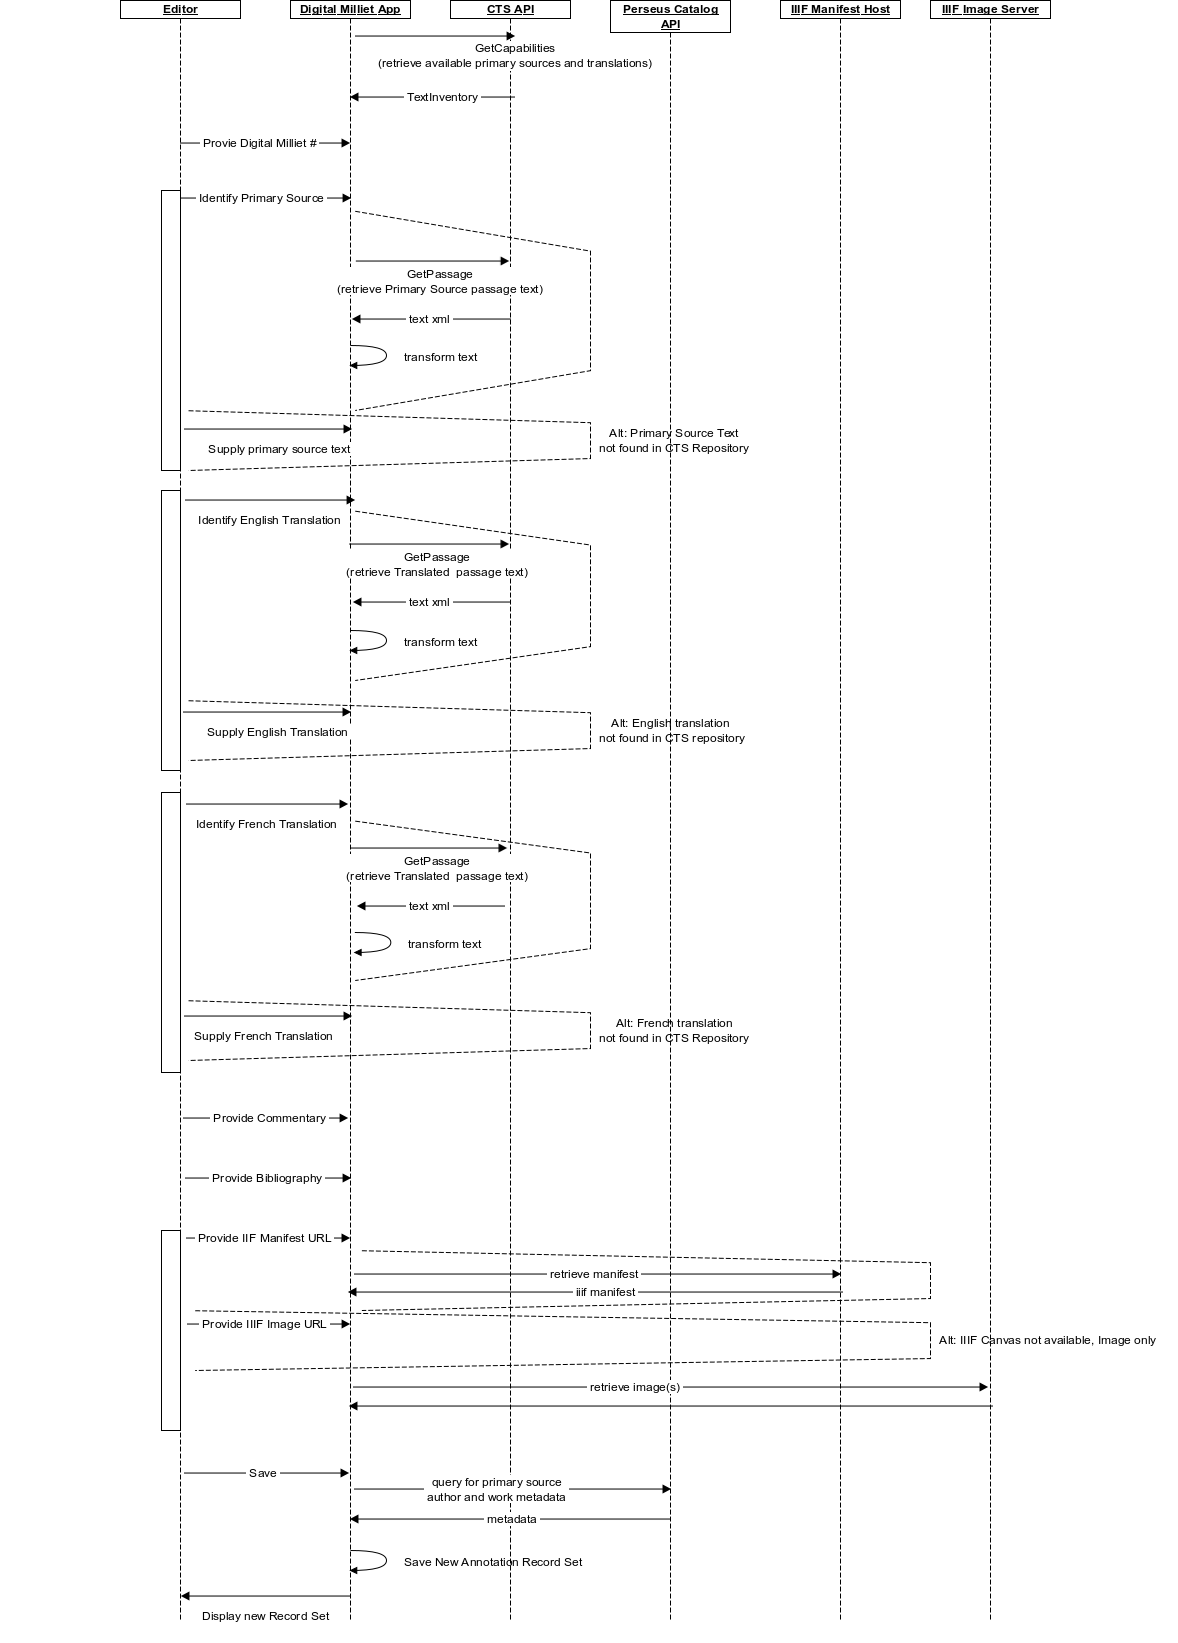 Editor
Digital Milliet App
CTS API
Perseus Catalog
API
IIIF Manifest Host
IIIF Image Server
GetCapabilities
(retrieve available primary sources and translations)
TextInventory
Provie Digital Milliet #
Identify Primary Source
GetPassage
(retrieve Primary Source passage text)
text xml
transform text
Alt: Primary Source Text
not found in CTS Repository
Supply primary source text
Identify English Translation
GetPassage
(retrieve Translated  passage text)
text xml
transform text
Alt: English translation
not found in CTS repository
Supply English Translation
Identify French Translation
GetPassage
(retrieve Translated  passage text)
text xml
transform text
Alt: French translation
not found in CTS Repository
Supply French Translation
Provide Commentary
Provide Bibliography
Provide IIF Manifest URL
retrieve manifest
iiif manifest
Provide IIIF Image URL
Alt: IIIF Canvas not available, Image only
retrieve image(s)
Save
query for primary source
author and work metadata
metadata
Save New Annotation Record Set
Display new Record Set